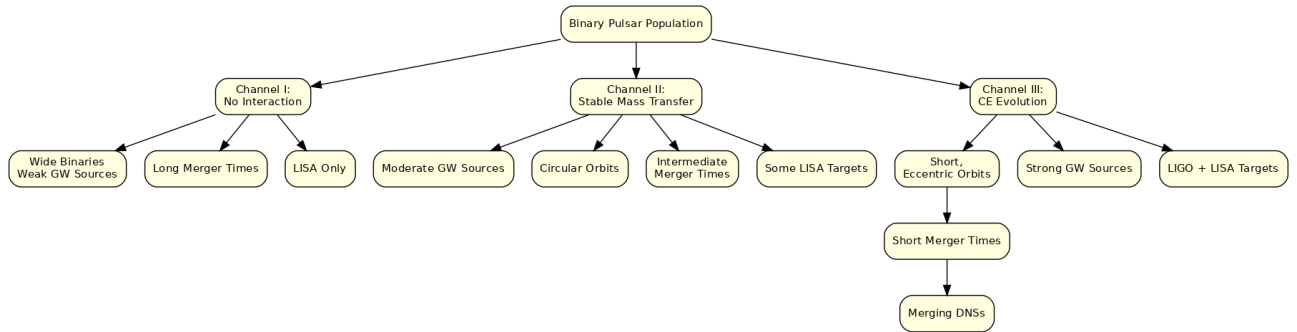 Binary Pulsar Population
Channel I:
No Interaction
Channel II:
Stable Mass Transfer
Channel III:
CE Evolution
Wide Binaries
Weak GW Sources
Long Merger Times
LISA Only
Moderate GW Sources
Circular Orbits
Intermediate
Merger Times
Some LISA Targets
Short,
Eccentric Orbits
Strong GW Sources
LIGO + LISA Targets
Short Merger Times
Merging DNSs